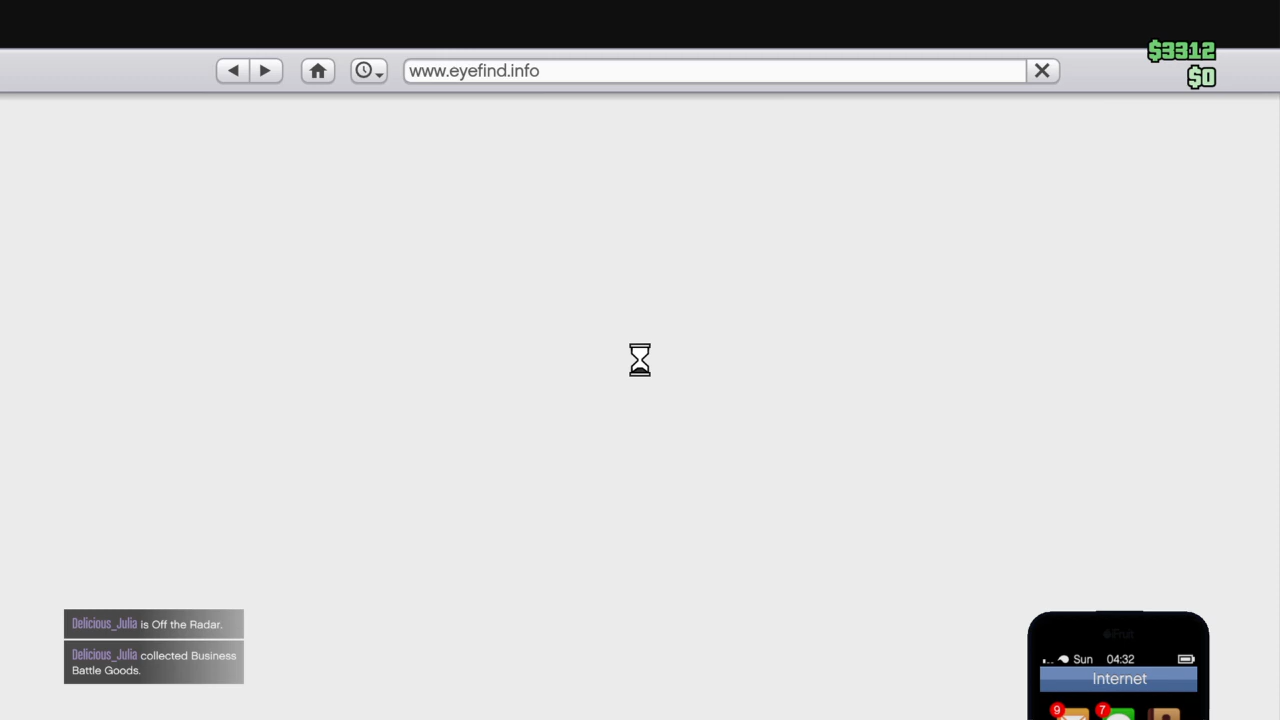 $3312
www.eyefind.info
$0
Delicious_Julia is Off the Radar.
Delicious_Julia collected Business
Battle Goods.
iFruit
Sun 04:32
Internet
9 7